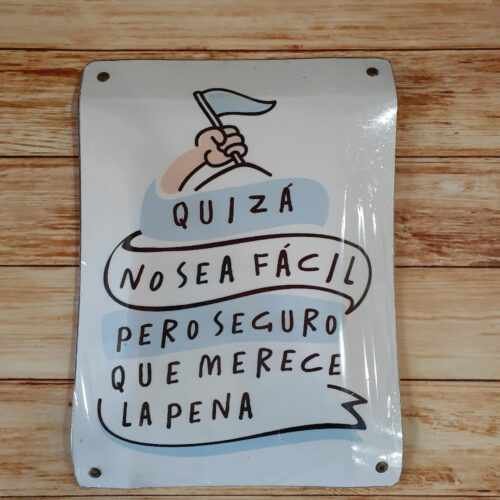 QUIZÁ
NO SEA FÁCIL
PERO SEGURO
QUE MERECE
LA PENA